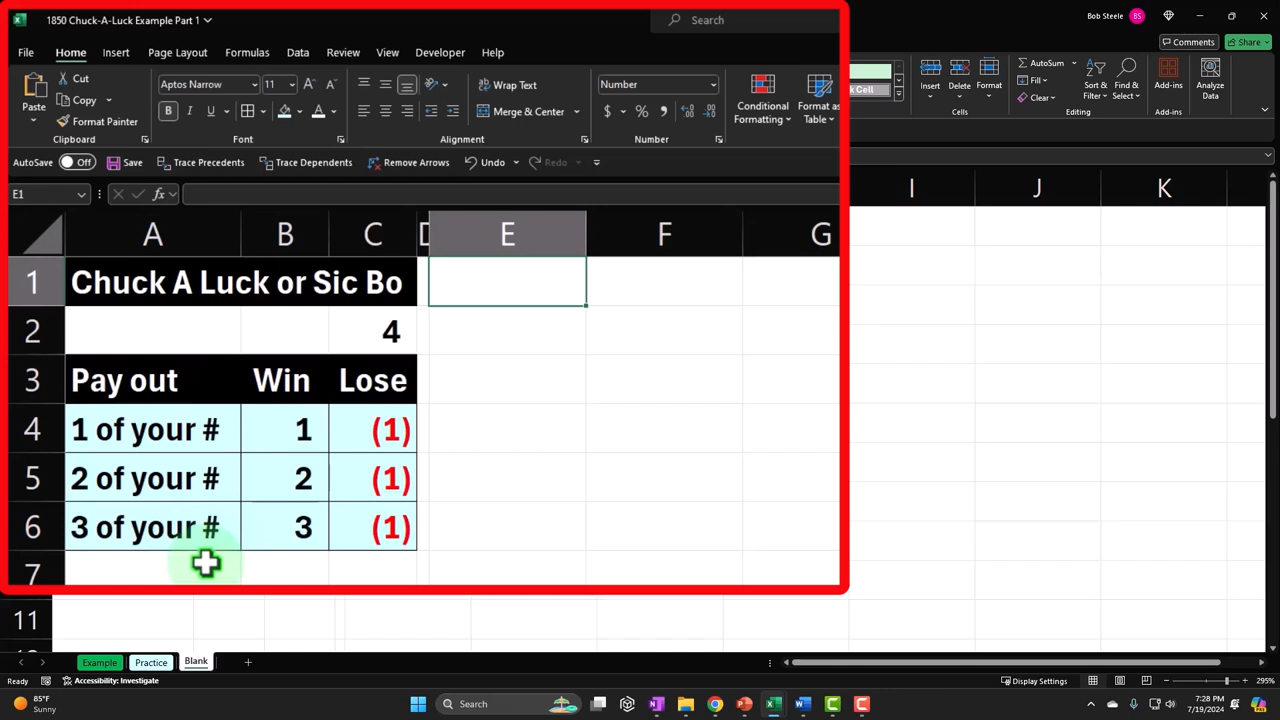 1850 Chuck-A-Luck Example Part 1
Search
Bob Steele
BS
File Home Insert Page Layout Formulas Data Review View Developer Help
Comments
Share
Paste
Cut
Copy
Format Painter
Clipboard
Aptos Narrow
11
B I U
Font
Wrap Text
Merge & Center
Alignment
Number
$ %
Number
Conditional
Formatting
Format as
Table
Cell
Insert
Delete
Format
Cells
AutoSum
Fill
Clear
Sort &
Filter
Find &
Select
Editing
Add-ins
Add-ins
Analyze
Data
AutoSave Off Save Trace Precedents Trace Dependents Remove Arrows Undo Redo
E1
fx
A B C D E F G I J K
1 Chuck A Luck or Sic Bo
2 4
3 Pay out Win Lose
4 1 of your # 1 (1)
5 2 of your # 2 (1)
6 3 of your # 3 (1)
7
11
Example Practice Blank
Ready
Accessibility: Investigate
Display Settings
295%
85°F
Sunny
Search
7:28 PM
7/19/2024